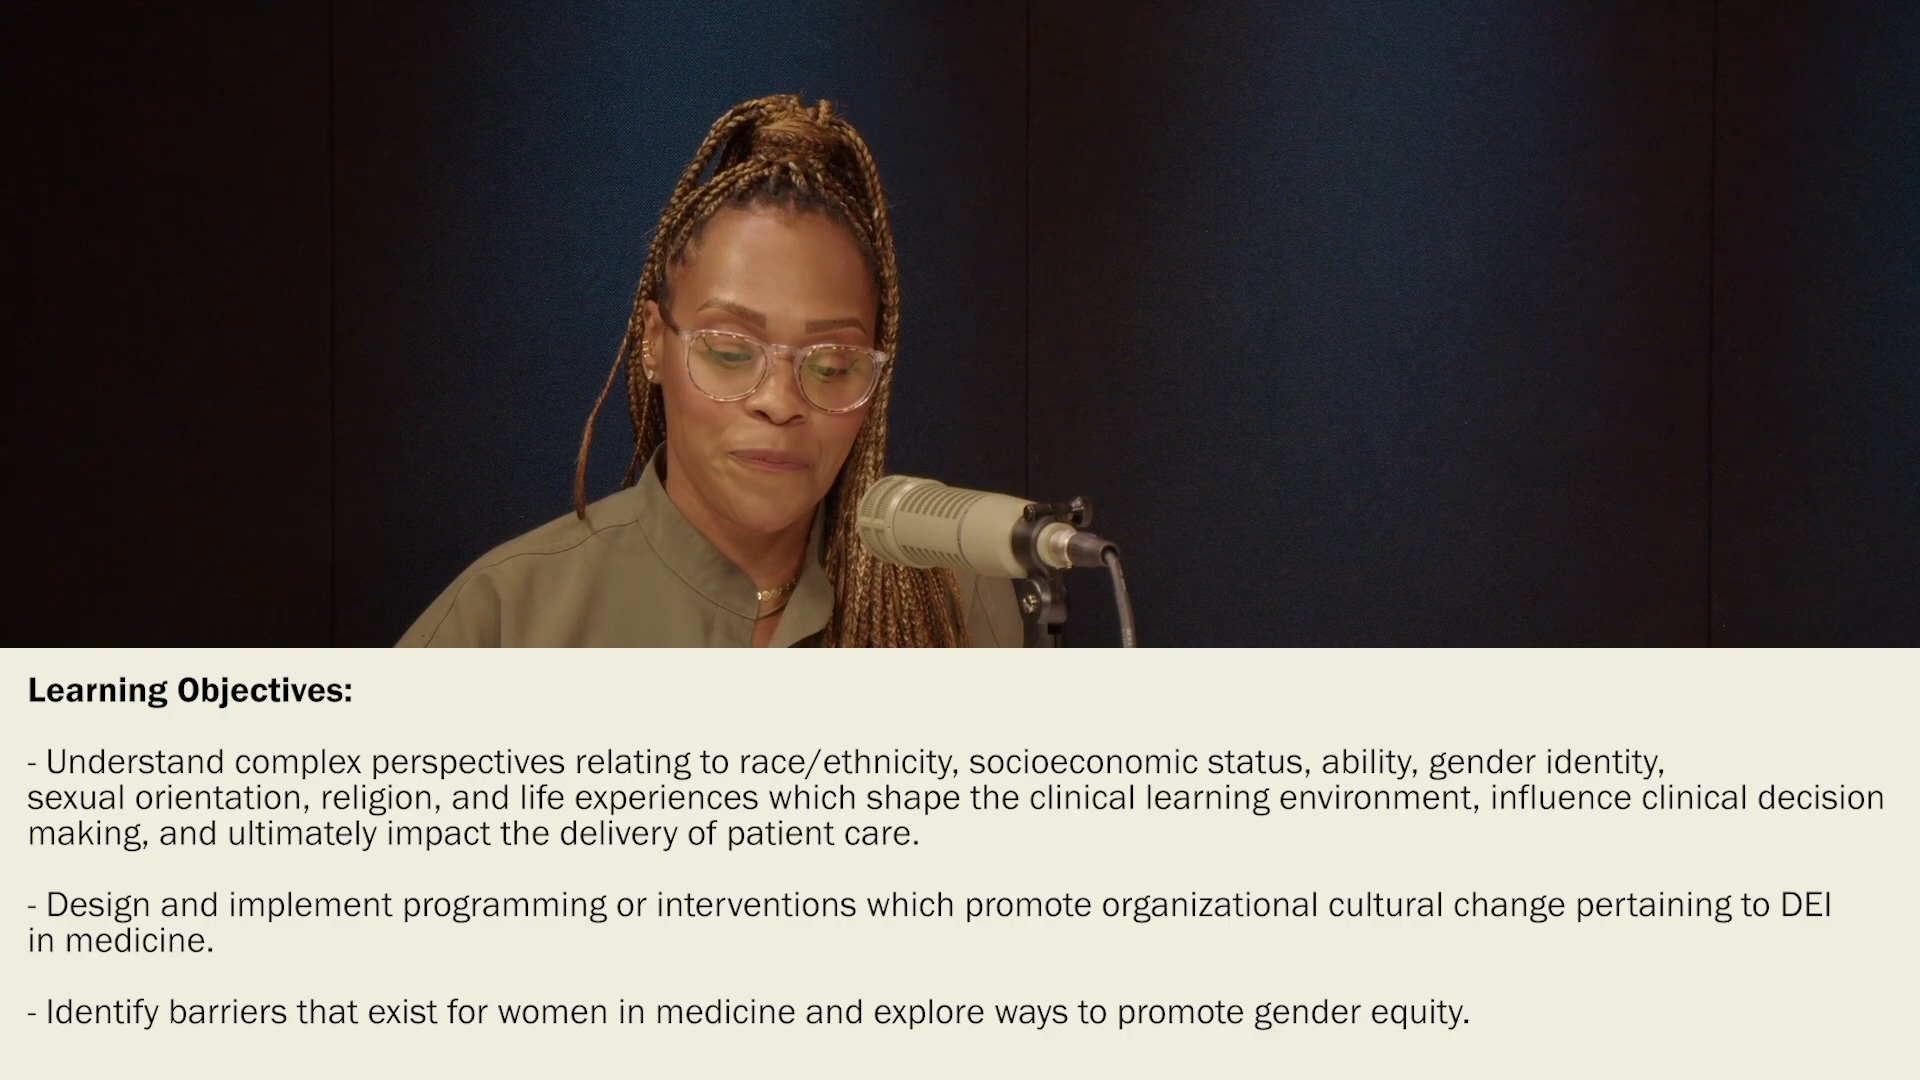 Learning Objectives:
- Understand complex perspectives relating to race/ethnicity, socioeconomic status, ability, gender identity,
sexual orientation, religion, and life experiences which shape the clinical learning environment, influence clinical decision
making, and ultimately impact the delivery of patient care.
- Design and implement programming or interventions which promote organizational cultural change pertaining to DEI
in medicine.
- Identify barriers that exist for women in medicine and explore ways to promote gender equity.